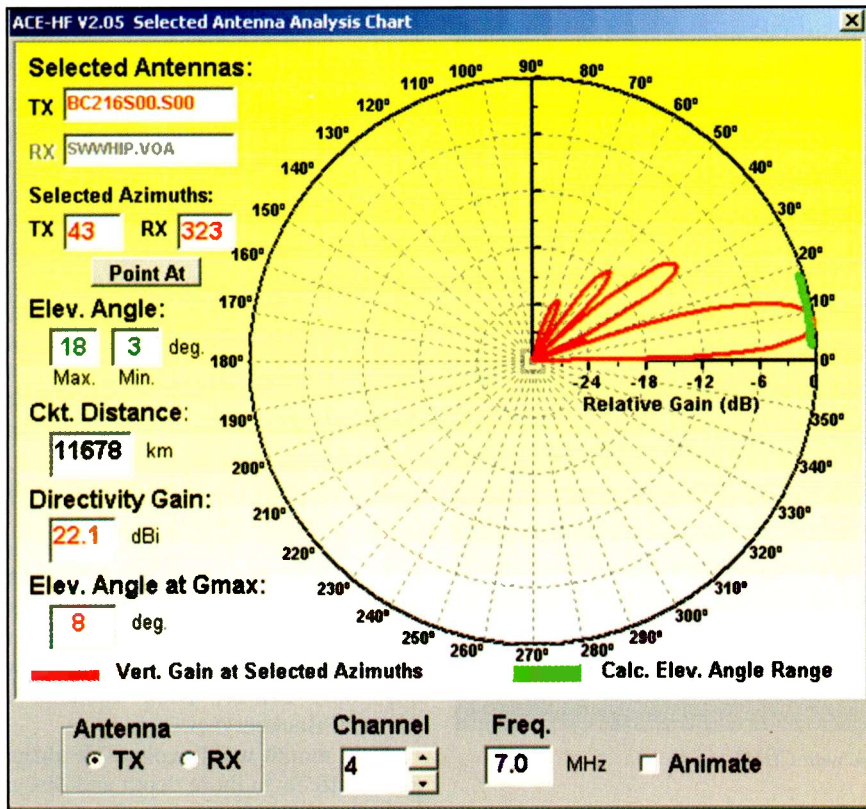 ACE-HF V2.05 Selected Antenna Analysis Chart
Selected Antennas:
TX BC216S00.S00
RX SWWHIP.VOA
Selected Azimuths:
TX 43 RX 323
Point At
Elev. Angle:
18 3 deg.
Max. Min.
Ckt. Distance:
11678 km
Directivity Gain:
22.1 dBi
Elev. Angle at Gmax:
8 deg.
90°
100° 80°
110° 70°
120° 60°
130° 50°
140° 40°
150° 30°
160° 20°
170° 10°
180° 0°
-24 -18 -12 -6 0
Relative Gain (dB)
190° 350°
200° 340°
210° 330°
220° 320°
230° 310°
240° 300°
250° 290°
260° 280°
270°
Vert. Gain at Selected Azimuths
Calc. Elev. Angle Range
Antenna
TX RX
Channel
4
Freq.
7.0 MHz
Animate